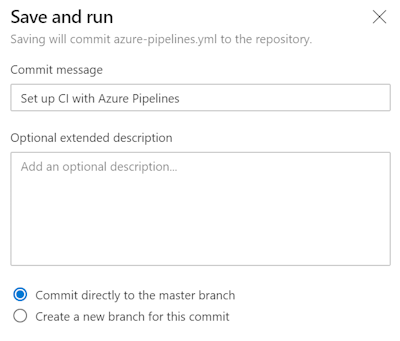 Save and run
Saving will commit azure-pipelines.yml to the repository.
Commit message
Set up CI with Azure Pipelines
Optional extended description
Add an optional description...
Commit directly to the master branch
Create a new branch for this commit